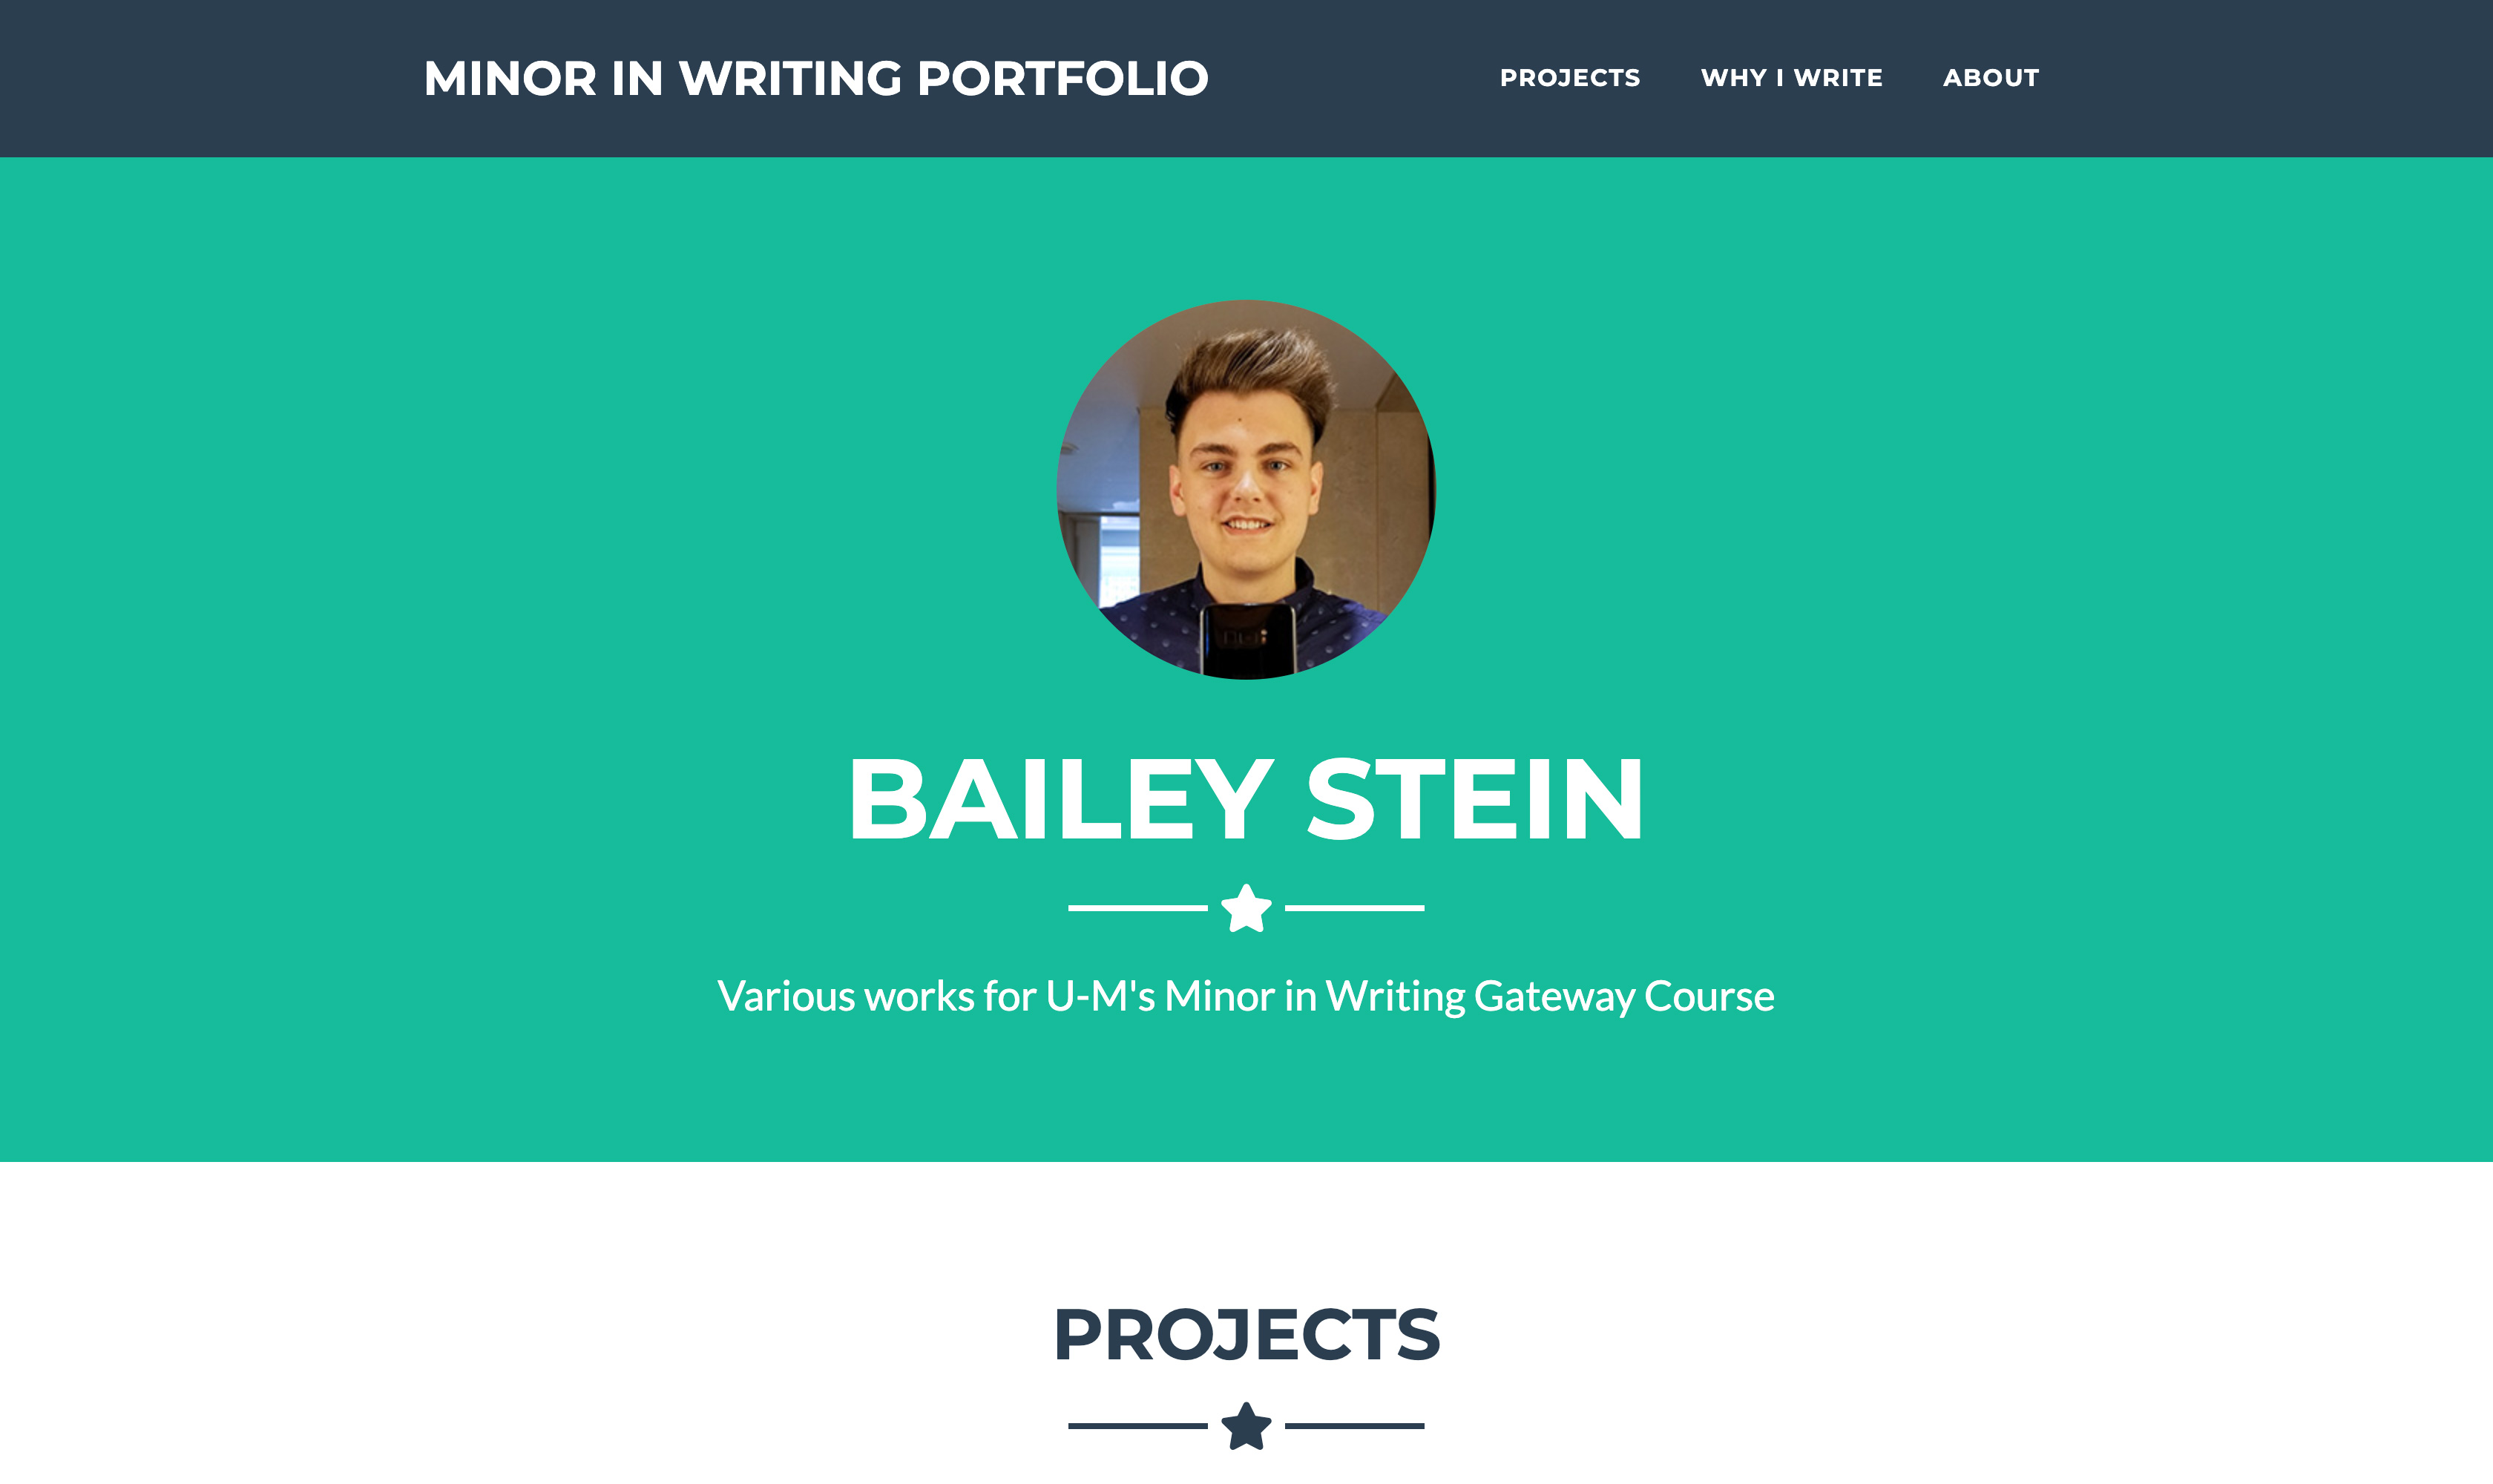 MINOR IN WRITING PORTFOLIO
PROJECTS
WHY I WRITE
ABOUT
BAILEY STEIN
Various works for U-M's Minor in Writing Gateway Course
PROJECTS